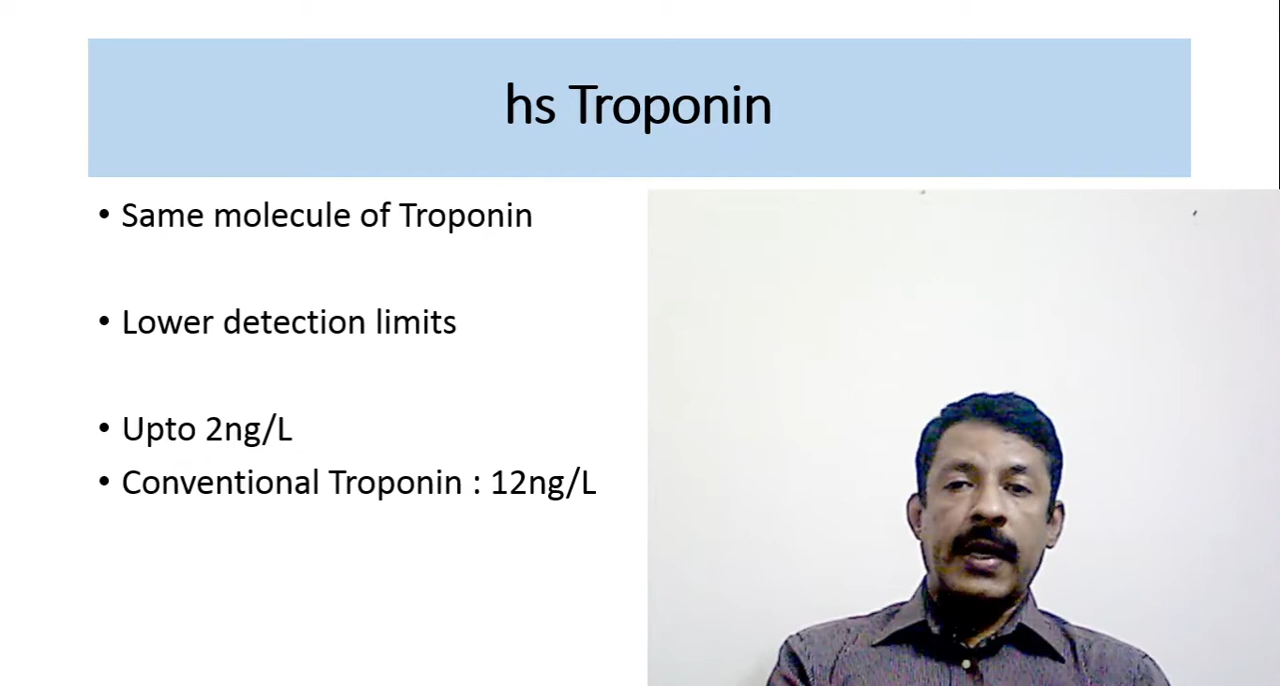 hs Troponin
• Same molecule of Troponin
• Lower detection limits
• Upto 2ng/L
• Conventional Troponin : 12ng/L